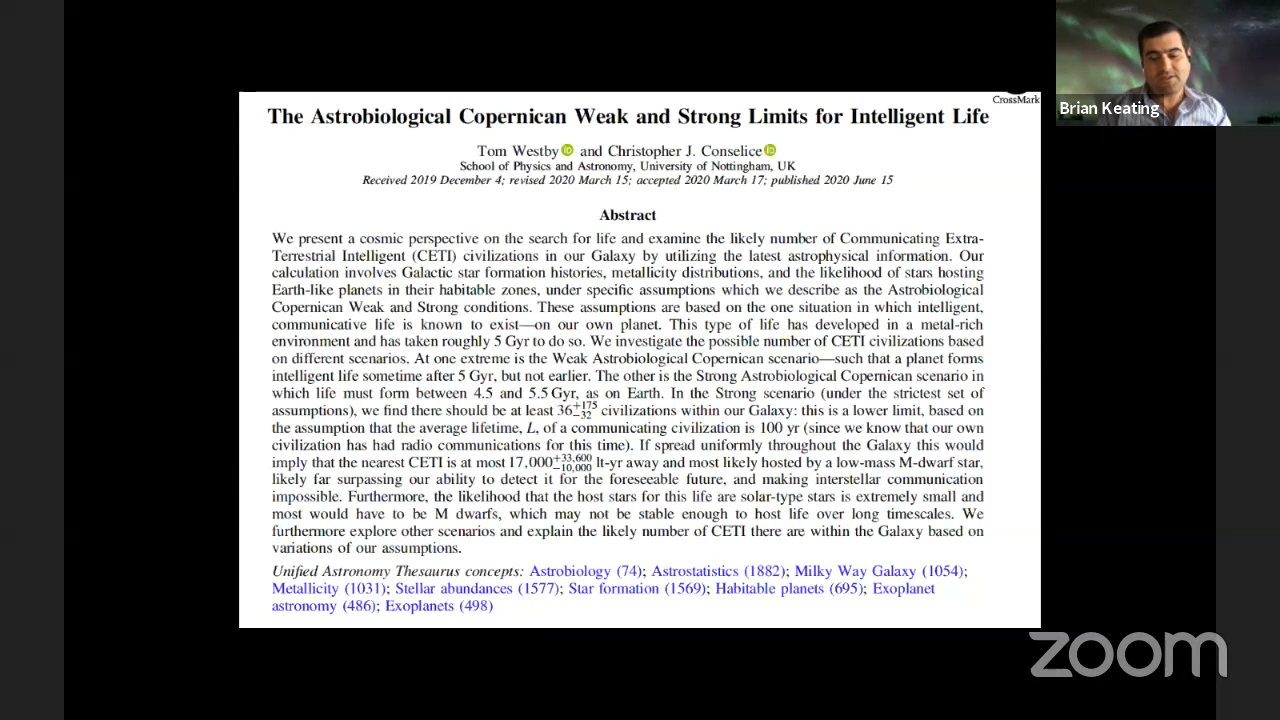 CrossMark
The Astrobiological Copernican Weak and Strong Limits for Intelligent Life
Tom Westby and Christopher J. Conselice
School of Physics and Astronomy, University of Nottingham, UK
Received 2019 December 4; revised 2020 March 15; accepted 2020 March 17; published 2020 June 15
Abstract
We present a cosmic perspective on the search for life and examine the likely number of Communicating Extra-
Terrestrial Intelligent (CETI) civilizations in our Galaxy by utilizing the latest astrophysical information. Our
calculation involves Galactic star formation histories, metallicity distributions, and the likelihood of stars hosting
Earth-like planets in their habitable zones, under specific assumptions which we describe as the Astrobiological
Copernican Weak and Strong conditions. These assumptions are based on the one situation in which intelligent,
communicative life is known to exist—on our own planet. This type of life has developed in a metal-rich
environment and has taken roughly 5 Gyr to do so. We investigate the possible number of CETI civilizations based
on different scenarios. At one extreme is the Weak Astrobiological Copernican scenario—such that a planet forms
intelligent life sometime after 5 Gyr, but not earlier. The other is the Strong Astrobiological Copernican scenario in
which life must form between 4.5 and 5.5 Gyr, as on Earth. In the Strong scenario (under the strictest set of
assumptions), we find there should be at least 36+175−32 civilizations within our Galaxy: this is a lower limit, based on
the assumption that the average lifetime, L, of a communicating civilization is 100 yr (since we know that our own
civilization has had radio communications for this time). If spread uniformly throughout the Galaxy this would
imply that the nearest CETI is at most 17,000+33,600−10,000 lt-yr away and most likely hosted by a low-mass M-dwarf star,
likely far surpassing our ability to detect it for the foreseeable future, and making interstellar communication
impossible. Furthermore, the likelihood that the host stars for this life are solar-type stars is extremely small and
most would have to be M dwarfs, which may not be stable enough to host life over long timescales. We
furthermore explore other scenarios and explain the likely number of CETI there are within the Galaxy based on
variations of our assumptions.
Unified Astronomy Thesaurus concepts: Astrobiology (74); Astrostatistics (1882); Milky Way Galaxy (1054);
Metallicity (1031); Stellar abundances (1577); Star formation (1569); Habitable planets (695); Exoplanet
astronomy (486); Exoplanets (498)
Brian Keating
zoom